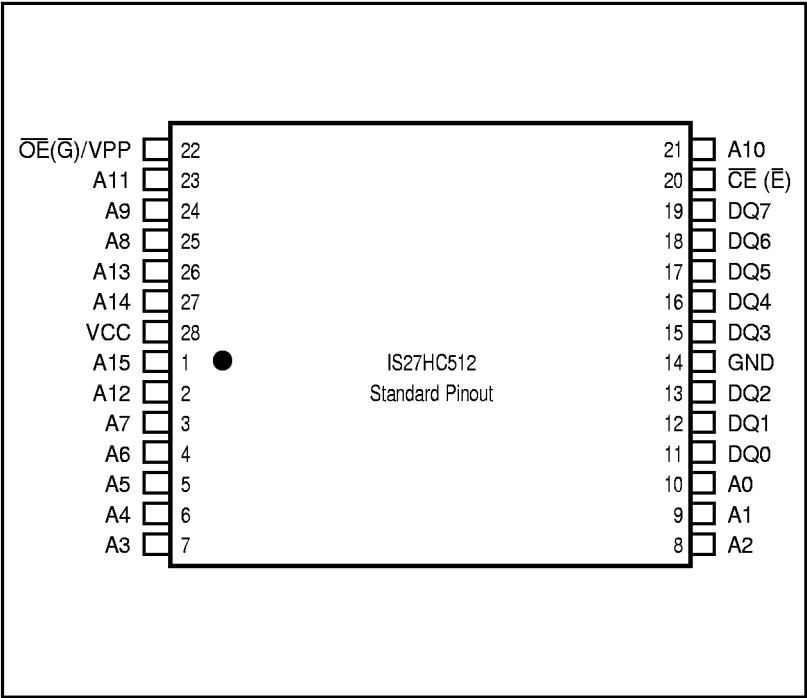 O̅E̅(G̅)/VPP 22 21 A10
A11 23 20 C̅E̅ (E̅)
A9 24 19 DQ7
A8 25 18 DQ6
A13 26 17 DQ5
A14 27 16 DQ4
VCC 28 15 DQ3
A15 1 IS27HC512 14 GND
A12 2 Standard Pinout 13 DQ2
A7 3 12 DQ1
A6 4 11 DQ0
A5 5 10 A0
A4 6 9 A1
A3 7 8 A2